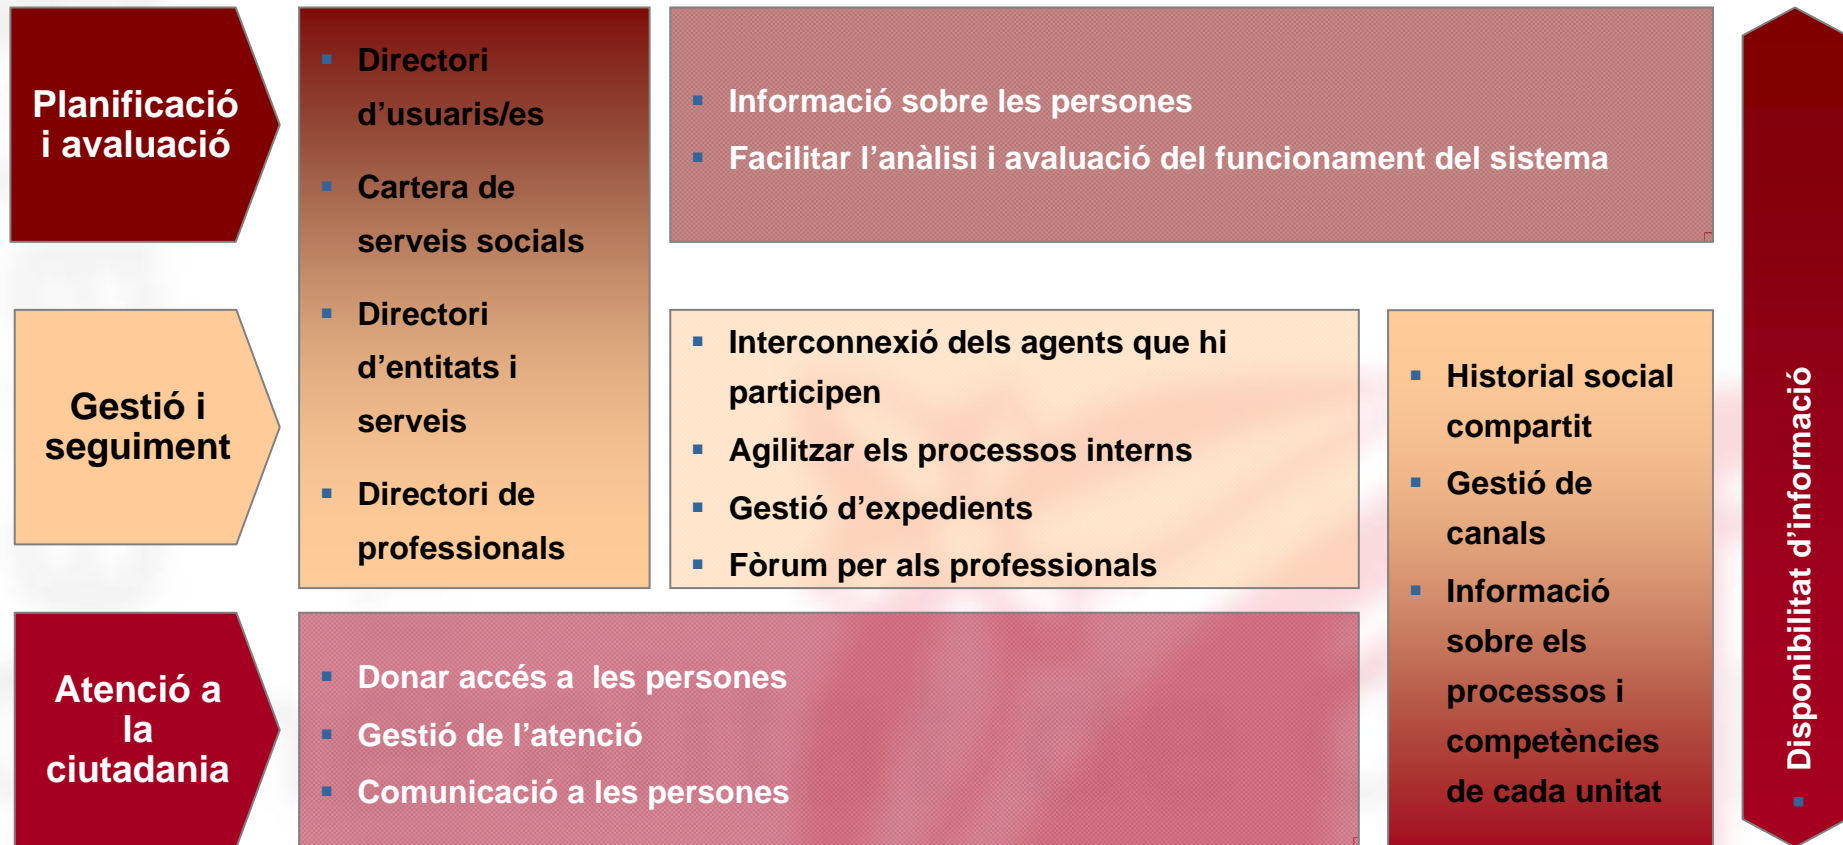 Planificació
i avaluació
Directori
d’usuaris/es
Cartera de
serveis socials
Directori
d’entitats i
serveis
Directori de
professionals
Informació sobre les persones
Facilitar l’anàlisi i avaluació del funcionament del sistema
Gestió i
seguiment
Interconnexió dels agents que hi
participen
Agilitzar els processos interns
Gestió d’expedients
Fòrum per als professionals
Historial social
compartit
Gestió de
canals
Informació
sobre els
processos i
competències
de cada unitat
Atenció a
la
ciutadania
Donar accés a  les persones
Gestió de l’atenció
Comunicació a les persones
Disponibilitat d’informació